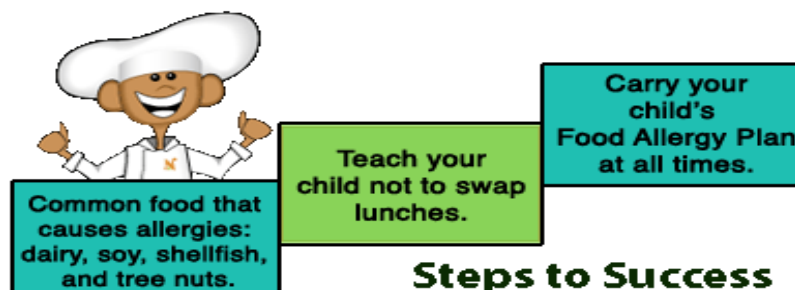 Common food that
causes allergies:
dairy, soy, shellfish,
and tree nuts.
Teach your
child not to swap
lunches.
Carry your
child's
Food Allergy Plan
at all times.
Steps to Success
N